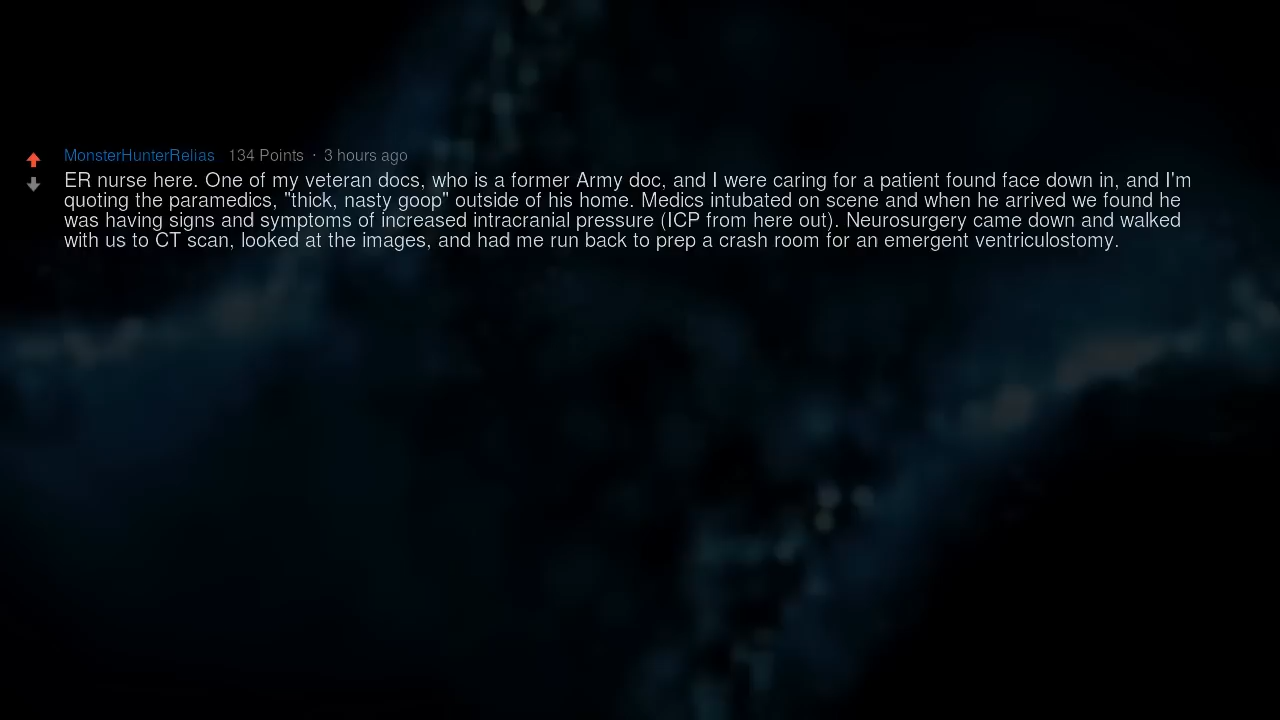 MonsterHunterRelias 134 Points · 3 hours ago
ER nurse here. One of my veteran docs, who is a former Army doc, and I were caring for a patient found face down in, and I'm
quoting the paramedics, "thick, nasty goop" outside of his home. Medics intubated on scene and when he arrived we found he
was having signs and symptoms of increased intracranial pressure (ICP from here out). Neurosurgery came down and walked
with us to CT scan, looked at the images, and had me run back to prep a crash room for an emergent ventriculostomy.